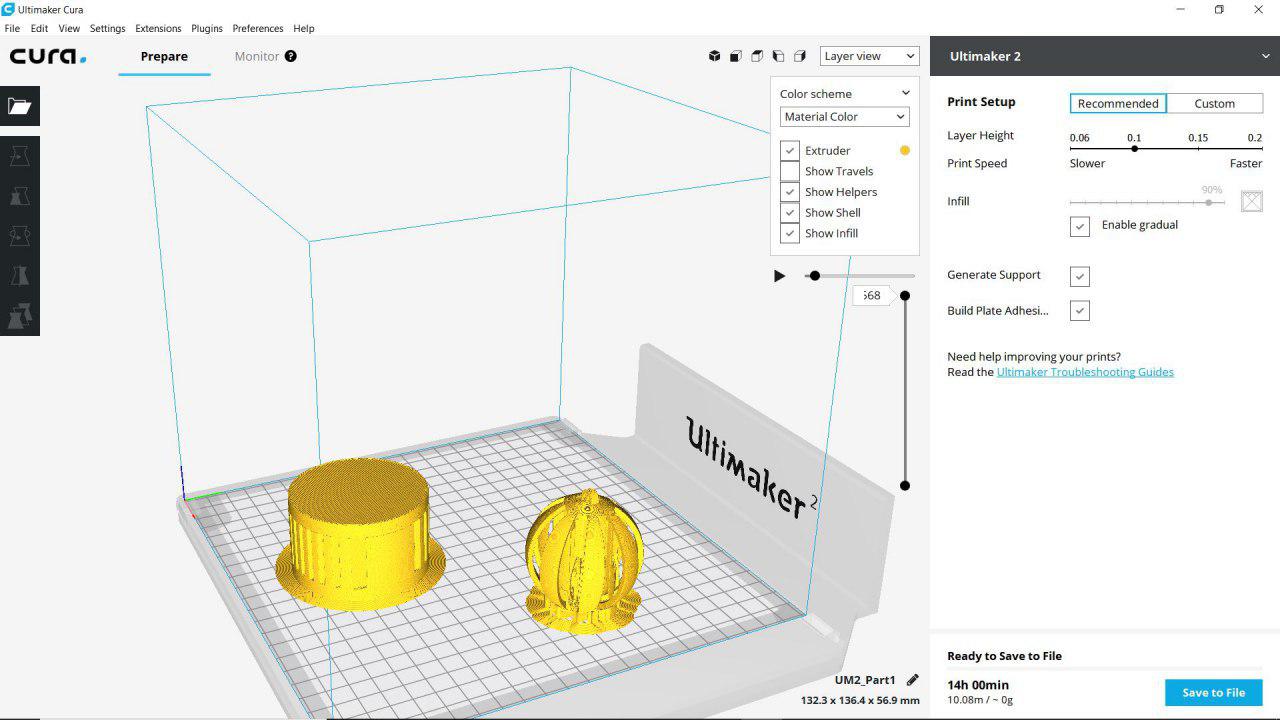 Ultimaker Cura
File Edit View Settings Extensions Plugins Preferences Help
cura.
Prepare
Monitor ?
Layer view
Ultimaker 2
Color scheme
Material Color
Extruder
Show Travels
Show Helpers
Show Shell
Show Infill
568
Print Setup
Recommended Custom
Layer Height
0.06 0.1 0.15 0.2
Print Speed Slower Faster
Infill
90%
Enable gradual
Generate Support
Build Plate Adhesi...
Need help improving your prints?
Read the Ultimaker Troubleshooting Guides
Ultimaker²
UM2_Part1
132.3 x 136.4 x 56.9 mm
Ready to Save to File
14h 00min
10.08m / ~ 0g
Save to File